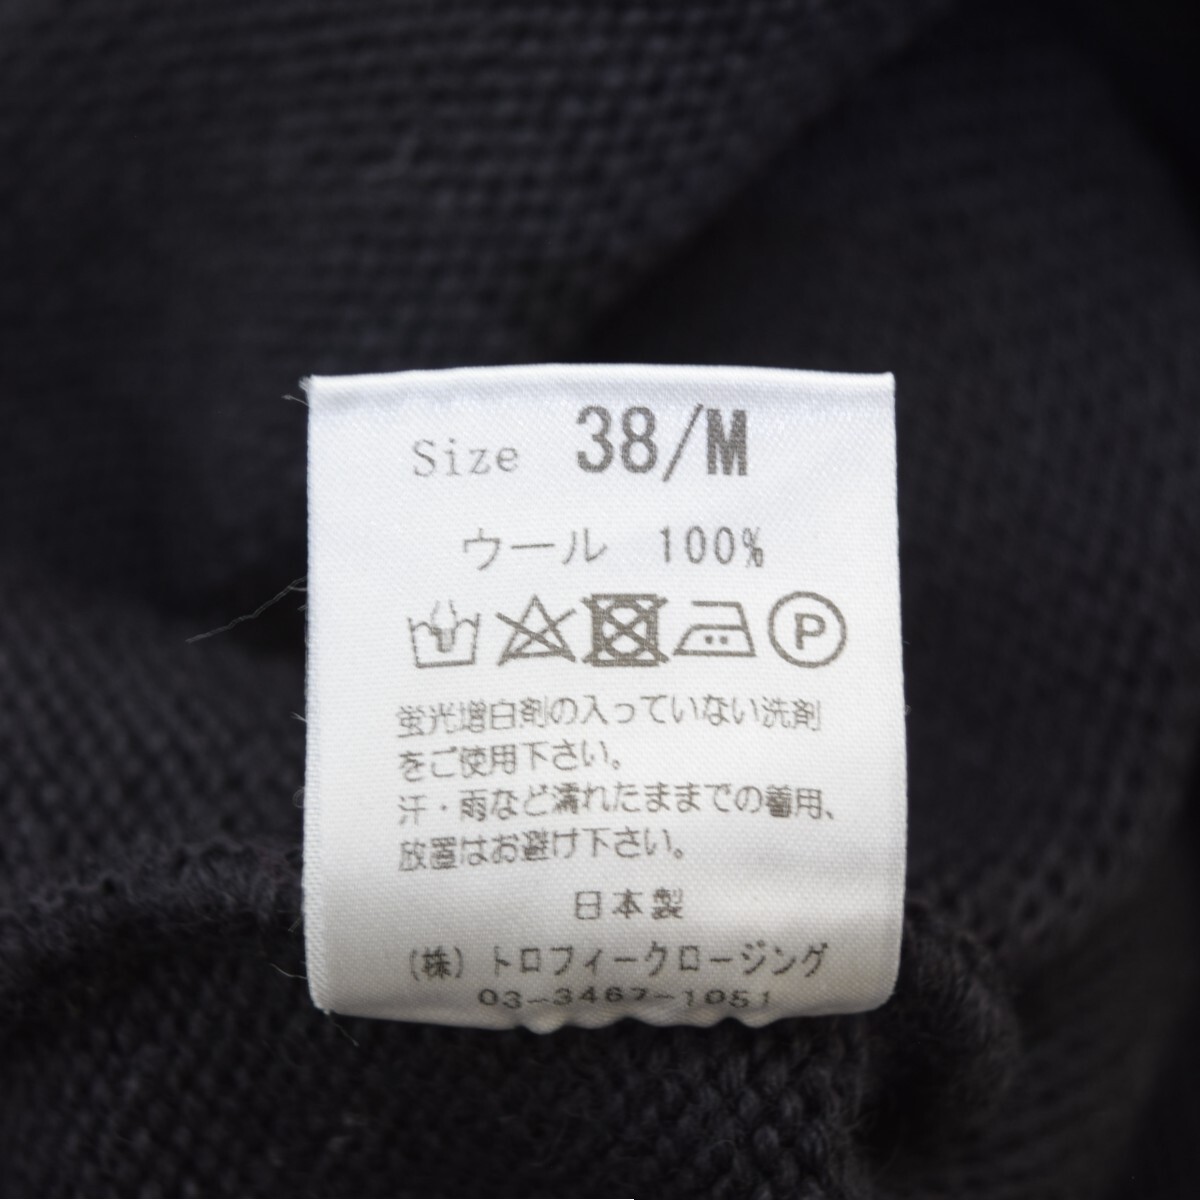 Size 38/M
ウール 100%
P
蛍光増白剤の入っていない洗剤
をご使用下さい。
汗・雨など濡れたままでの着用、
放置はお避け下さい。
日本製
(株)トロフィークロージング
03-3467-1051